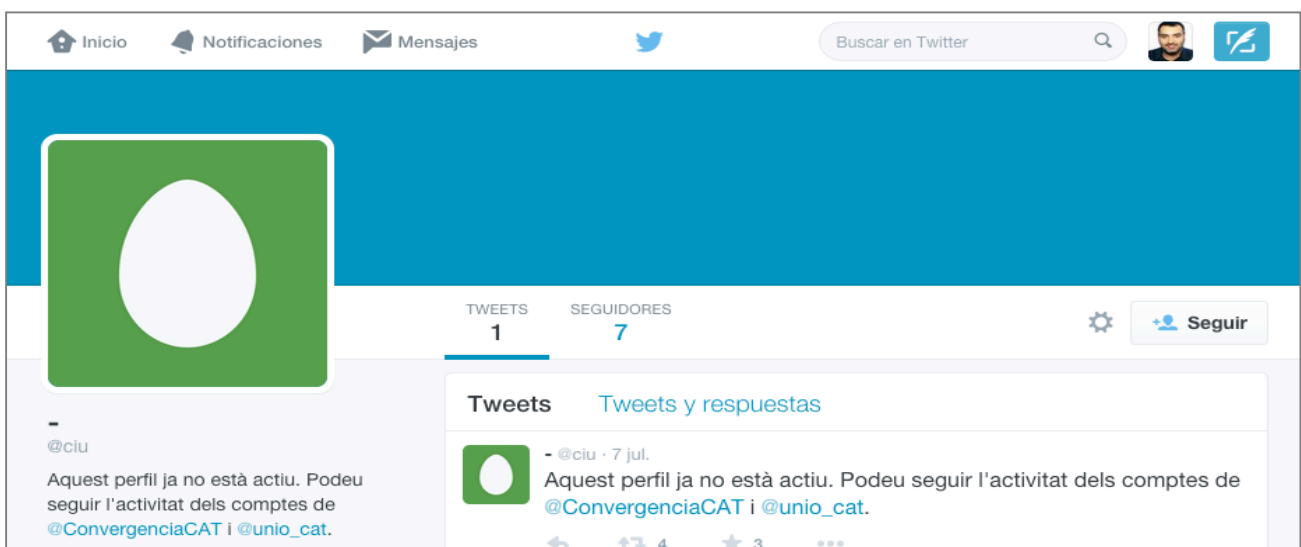 Inicio Notificaciones Mensajes Buscar en Twitter
TWEETS SEGUIDORES
1 7
Seguir
-
@ciu
Aquest perfil ja no està actiu. Podeu
seguir l'activitat dels comptes de
@ConvergenciaCAT i @unio_cat.
Tweets Tweets y respuestas
- @ciu · 7 jul.
Aquest perfil ja no està actiu. Podeu seguir l'activitat dels comptes de
@ConvergenciaCAT i @unio_cat.
4 3